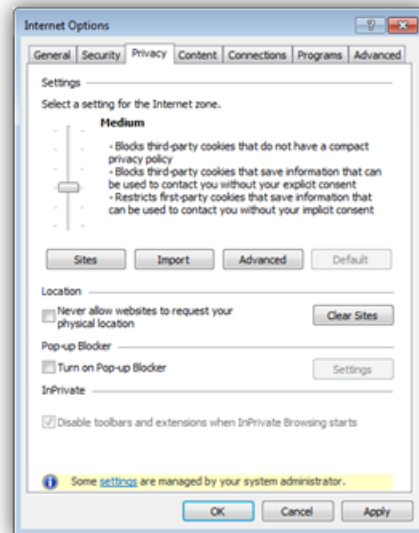 Internet Options
General Security Privacy Content Connections Programs Advanced
Settings
Select a setting for the Internet zone.
Medium
- Blocks third-party cookies that do not have a compact
privacy policy
- Blocks third-party cookies that save information that can
be used to contact you without your explicit consent
- Restricts first-party cookies that save information that
can be used to contact you without your implicit consent
Sites Import Advanced Default
Location
Never allow websites to request your
physical location
Clear Sites
Pop-up Blocker
Turn on Pop-up Blocker
Settings
InPrivate
Disable toolbars and extensions when InPrivate Browsing starts
Some settings are managed by your system administrator.
OK Cancel Apply